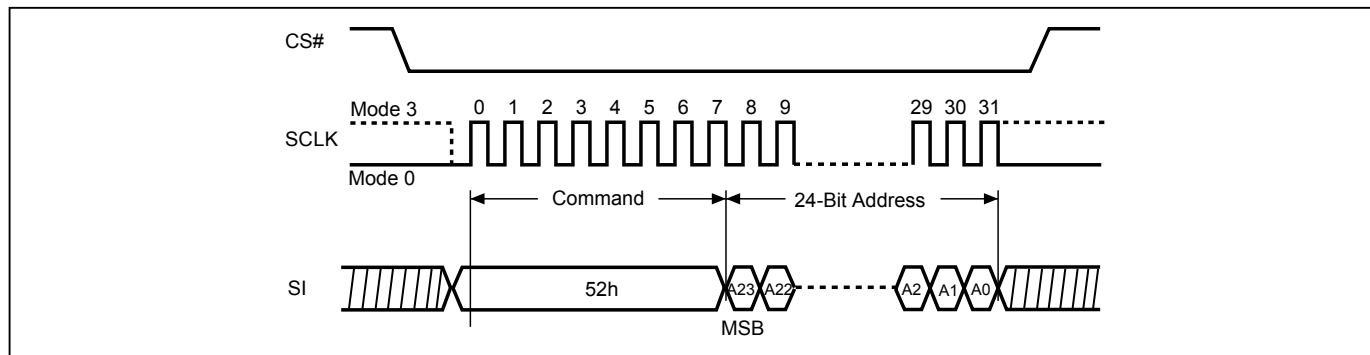 CS#
Mode 3
0 1 2 3 4 5 6 7 8 9 29 30 31
SCLK
Mode 0
Command
24-Bit Address
SI
52h
A23 A22 A2 A1 A0
MSB